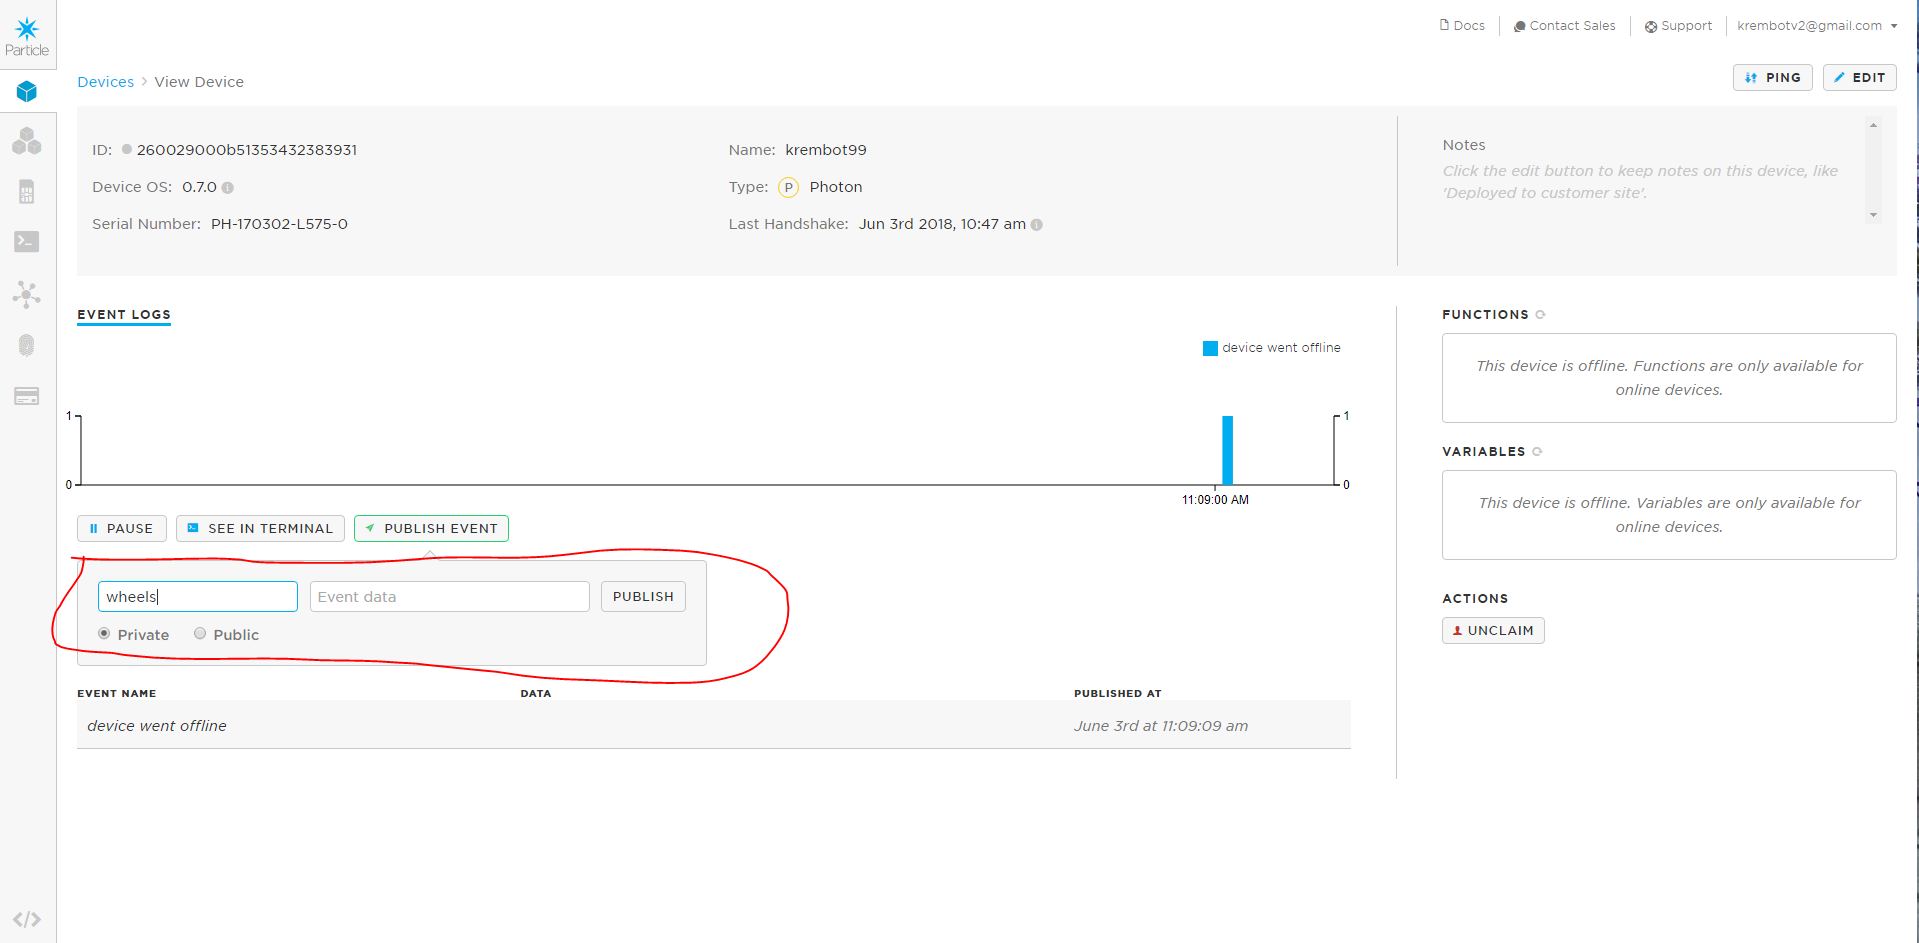 Particle
Docs
Contact Sales
Support
krembotv2@gmail.com
Devices > View Device
PING
EDIT
ID: 260029000b51353432383931
Device OS: 0.7.0
Serial Number: PH-170302-L575-0
Name: krembot99
Type: P Photon
Last Handshake: Jun 3rd 2018, 10:47 am
Notes
Click the edit button to keep notes on this device, like
'Deployed to customer site'.
EVENT LOGS
device went offline
1
0
1
0
11:09:00 AM
PAUSE
SEE IN TERMINAL
PUBLISH EVENT
wheels
Event data
PUBLISH
Private
Public
EVENT NAME
DATA
PUBLISHED AT
device went offline
June 3rd at 11:09:09 am
FUNCTIONS
This device is offline. Functions are only available for
online devices.
VARIABLES
This device is offline. Variables are only available for
online devices.
ACTIONS
UNCLAIM